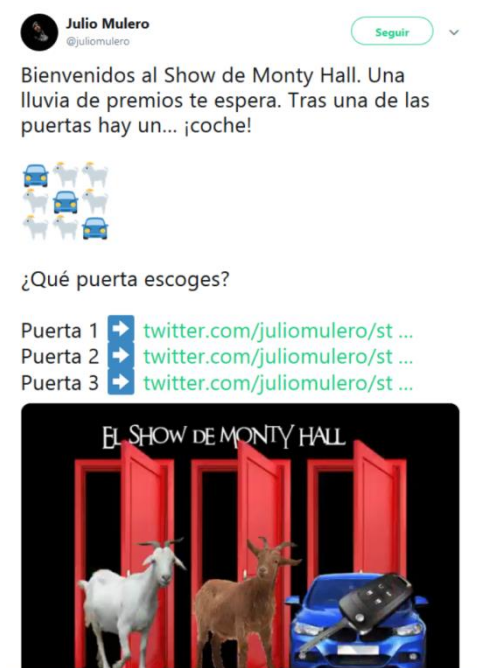 Julio Mulero
@juliomulero
Seguir
Bienvenidos al Show de Monty Hall. Una
lluvia de premios te espera. Tras una de las
puertas hay un... ¡coche!
¿Qué puerta escoges?
Puerta 1 ➡ twitter.com/juliomulero/st ...
Puerta 2 ➡ twitter.com/juliomulero/st ...
Puerta 3 ➡ twitter.com/juliomulero/st ...
EL SHOW DE MONTY HALL